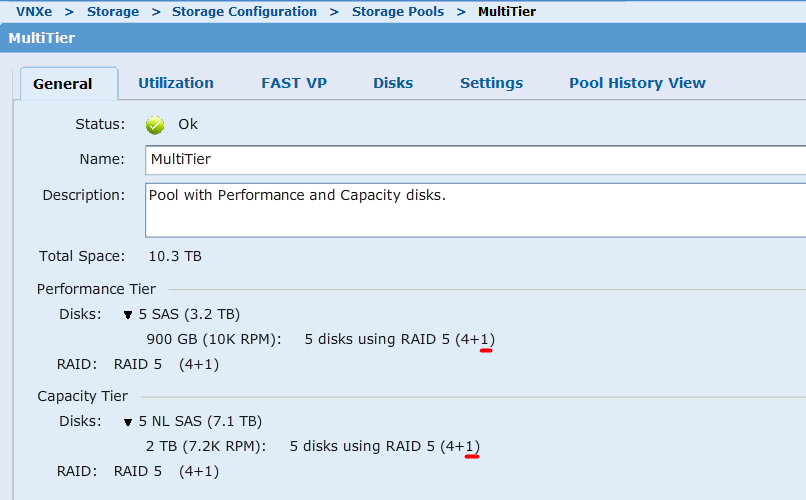 VNXe > Storage > Storage Configuration > Storage Pools > MultiTier
MultiTier
General Utilization FAST VP Disks Settings Pool History View
Status: Ok
Name: MultiTier
Description: Pool with Performance and Capacity disks.
Total Space: 10.3 TB
Performance Tier
Disks: ▼ 5 SAS (3.2 TB)
900 GB (10K RPM): 5 disks using RAID 5 (4+1)
RAID: RAID 5 (4+1)
Capacity Tier
Disks: ▼ 5 NL SAS (7.1 TB)
2 TB (7.2K RPM): 5 disks using RAID 5 (4+1)
RAID: RAID 5 (4+1)